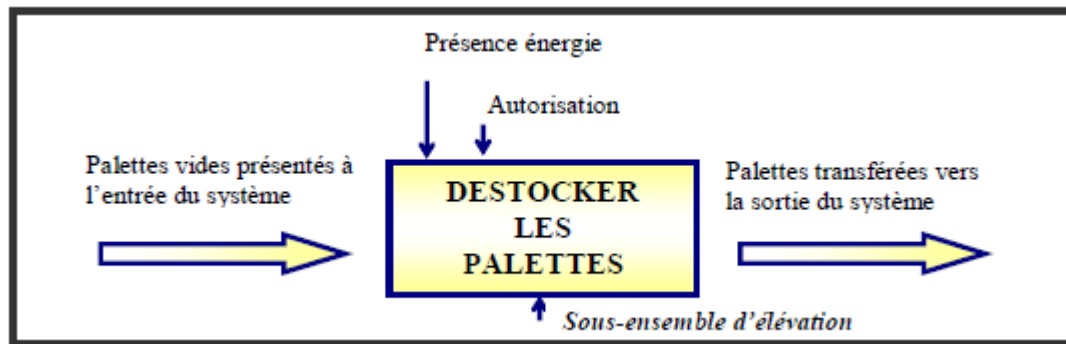 Présence énergie
Autorisation
Palettes vides présentés à
l'entrée du système
DESTOCKER
LES
PALETTES
Palettes transférées vers
la sortie du système
Sous-ensemble d'élévation